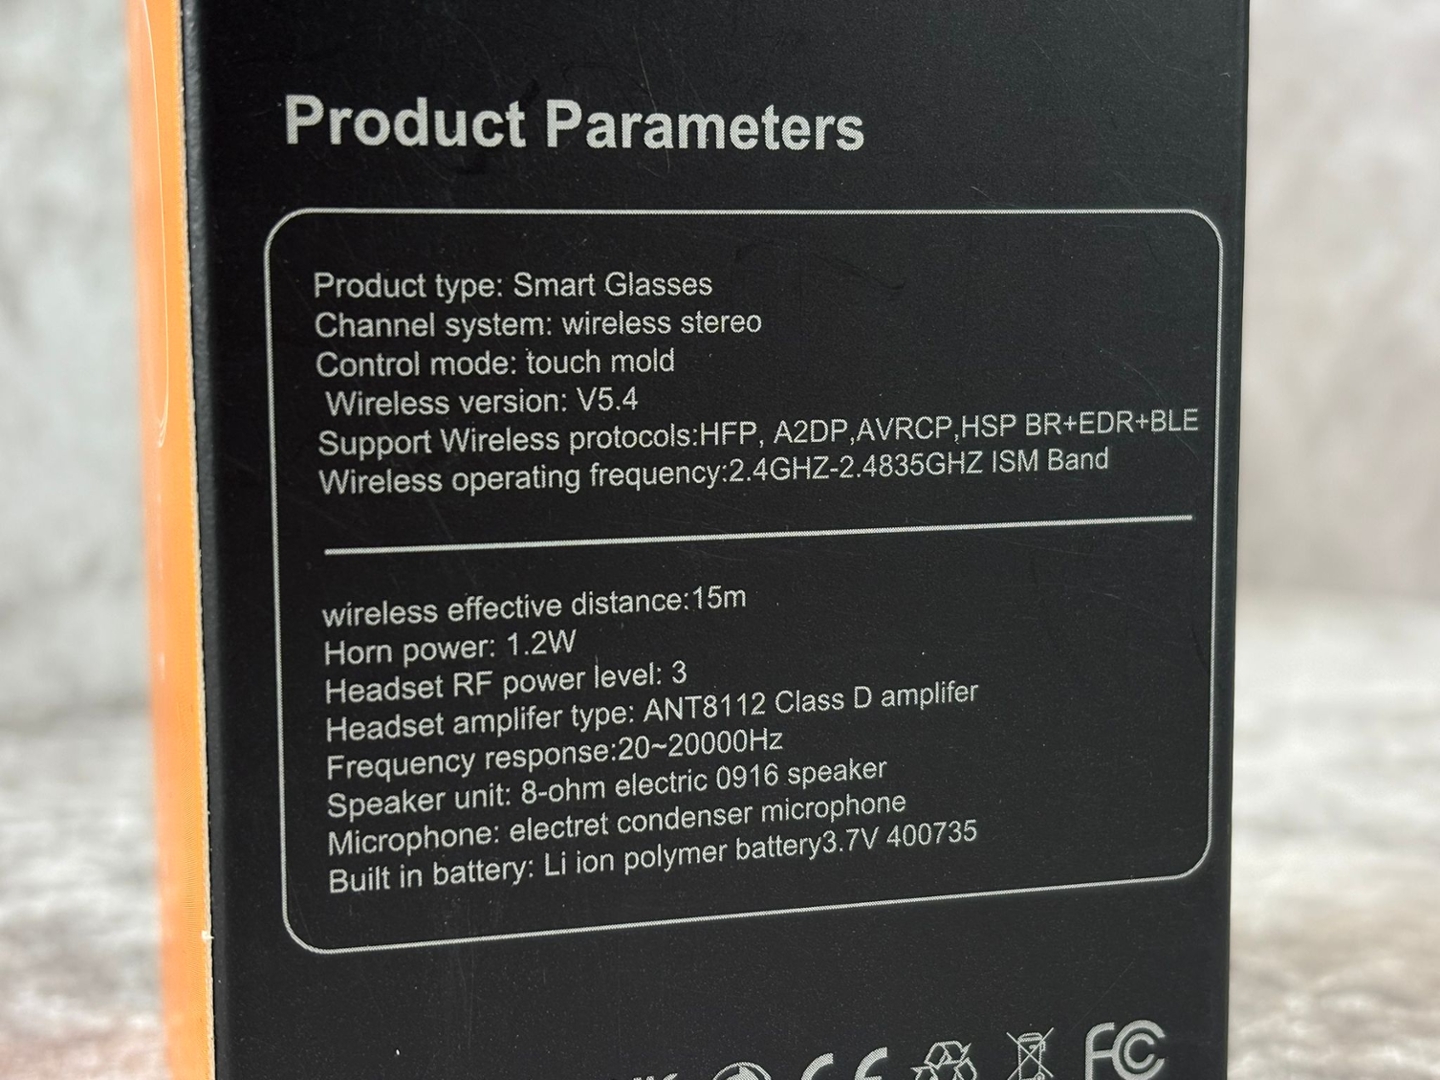 Product Parameters
Product type: Smart Glasses
Channel system: wireless stereo
Control mode: touch mold
Wireless version: V5.4
Support Wireless protocols:HFP, A2DP,AVRCP,HSP BR+EDR+BLE
Wireless operating frequency:2.4GHZ-2.4835GHZ ISM Band
wireless effective distance:15m
Horn power: 1.2W
Headset RF power level: 3
Headset amplifer type: ANT8112 Class D amplifer
Frequency response:20~20000Hz
Speaker unit: 8-ohm electric 0916 speaker
Microphone: electret condenser microphone
Built in battery: Li ion polymer battery3.7V 400735
CE FC